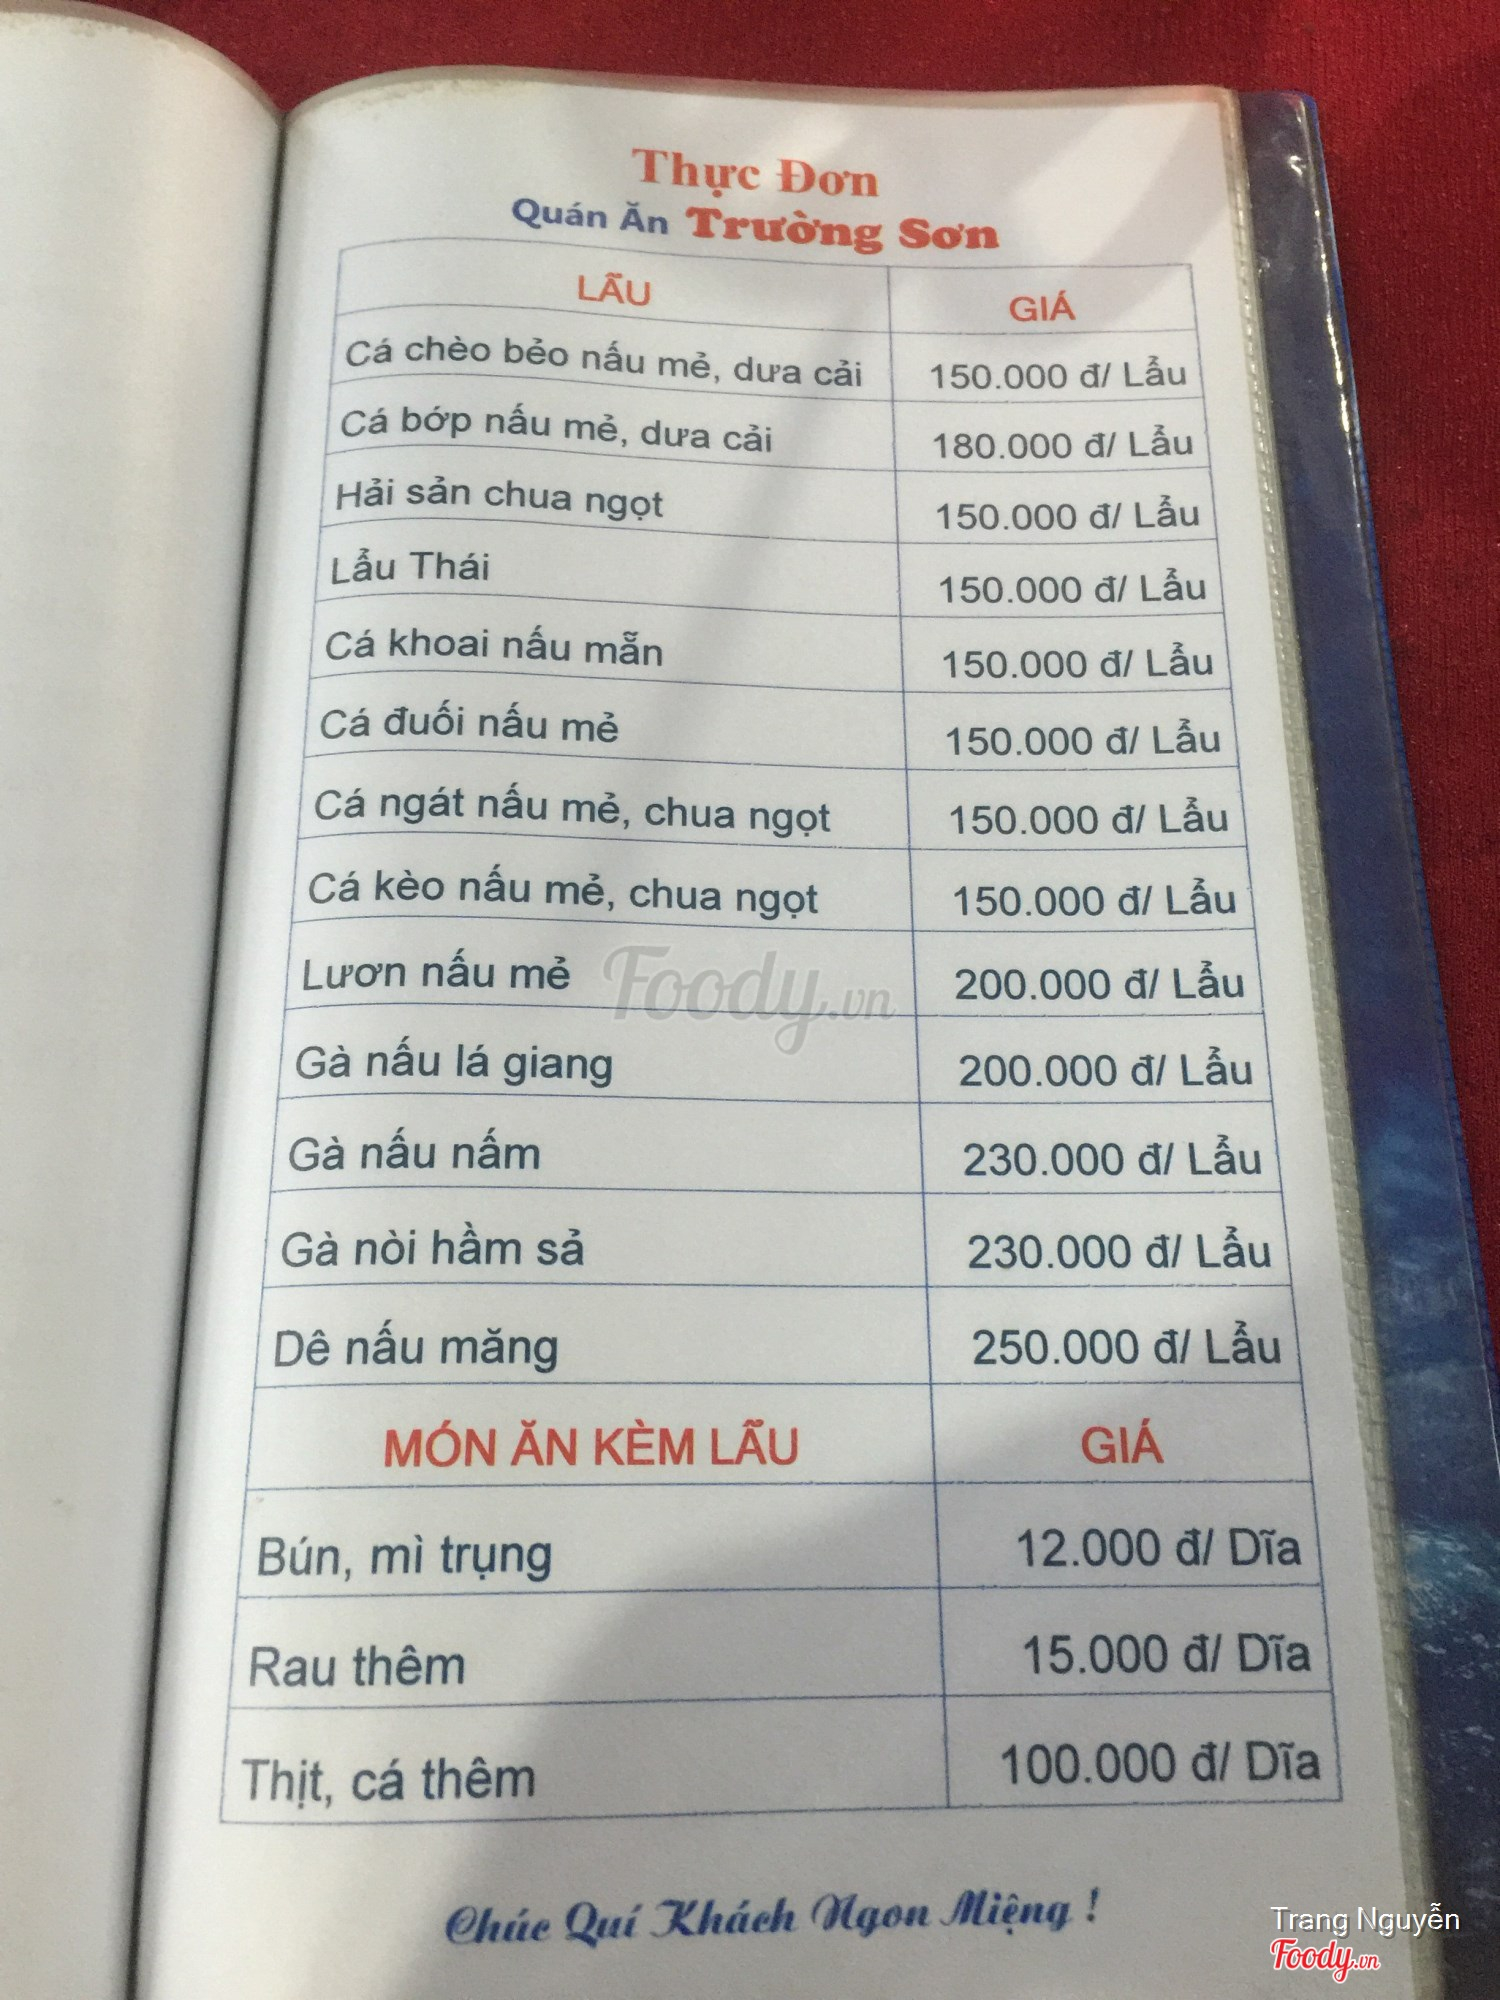 Thực Đơn
Quán Ăn Trường Sơn
LẪU GIÁ
Cá chèo bẻo nấu mẻ, dưa cải 150.000 đ/ Lẩu
Cá bớp nấu mẻ, dưa cải 180.000 đ/ Lẩu
Hải sản chua ngọt 150.000 đ/ Lẩu
Lẩu Thái 150.000 đ/ Lẩu
Cá khoai nấu mẵn 150.000 đ/ Lẩu
Cá đuối nấu mẻ 150.000 đ/ Lẩu
Cá ngát nấu mẻ, chua ngọt 150.000 đ/ Lẩu
Cá kèo nấu mẻ, chua ngọt 150.000 đ/ Lẩu
Lươn nấu mẻ 200.000 đ/ Lẩu
Foody.vn
Gà nấu lá giang 200.000 đ/ Lẩu
Gà nấu nấm 230.000 đ/ Lẩu
Gà nòi hầm sả 230.000 đ/ Lẩu
Dê nấu măng 250.000 đ/ Lẩu
MÓN ĂN KÈM LẪU GIÁ
Bún, mì trụng 12.000 đ/ Dĩa
Rau thêm 15.000 đ/ Dĩa
Thịt, cá thêm 100.000 đ/ Dĩa
Chúc Quí Khách Ngon Miệng !
Trang Nguyễn
Foody.vn